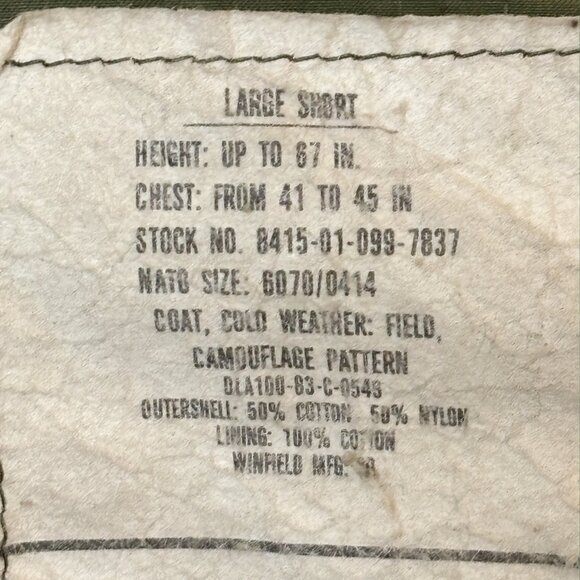 LARGE SHORT
HEIGHT: UP TO 67 IN.
CHEST: FROM 41 TO 45 IN
STOCK NO. 8415-01-099-7837
NATO SIZE: 6070/0414
COAT, COLD WEATHER: FIELD,
CAMOUFLAGE PATTERN
DLA100-83-C-0546
OUTERSHELL: 50% COTTON 50% NYLON
LINING: 100% COTTON
WINFIELD MFG.